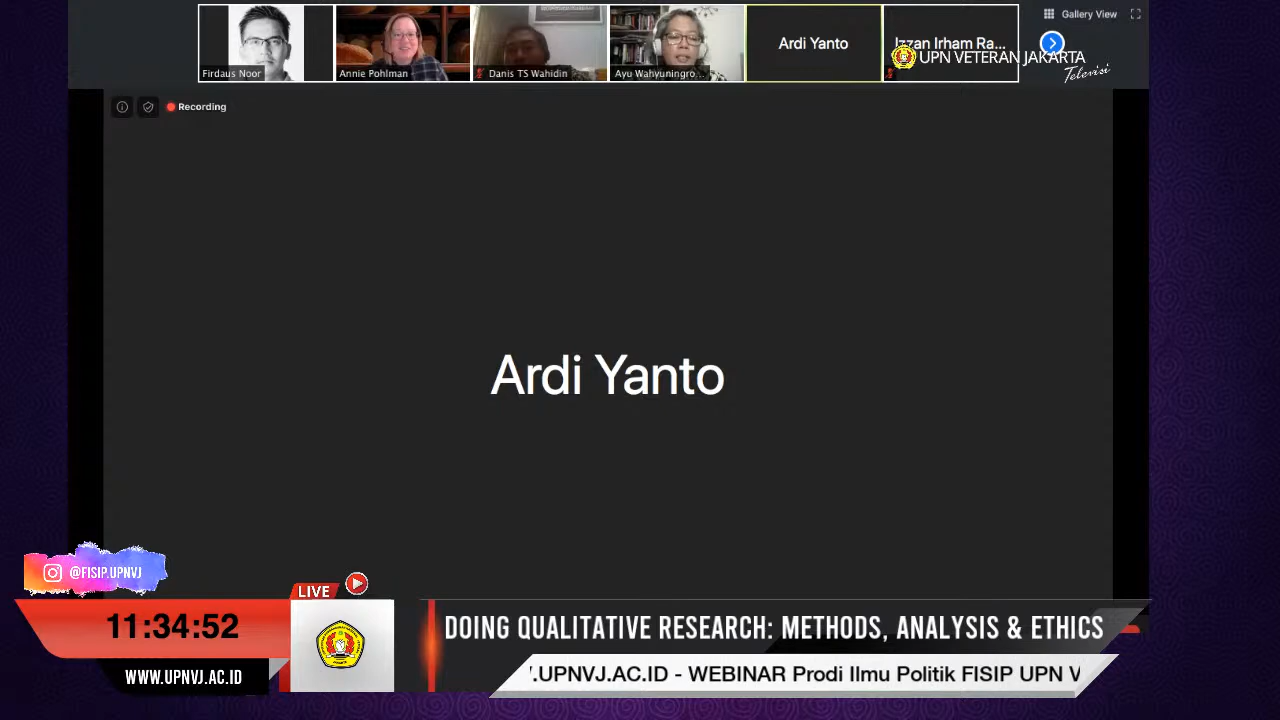 Firdaus Noor
Annie Pohlman
Danis TS Wahidin
Ayu Wahyuningro...
Ardi Yanto
Izzan Irham Ra...
Gallery View
UPN VETERAN JAKARTA
Televisi
Recording
Ardi Yanto
@FISIP.UPNVJ
LIVE
11:34:52
DOING QUALITATIVE RESEARCH: METHODS, ANALYSIS & ETHICS
WWW.UPNVJ.AC.ID
.UPNVJ.AC.ID - WEBINAR Prodi Ilmu Politik FISIP UPN V